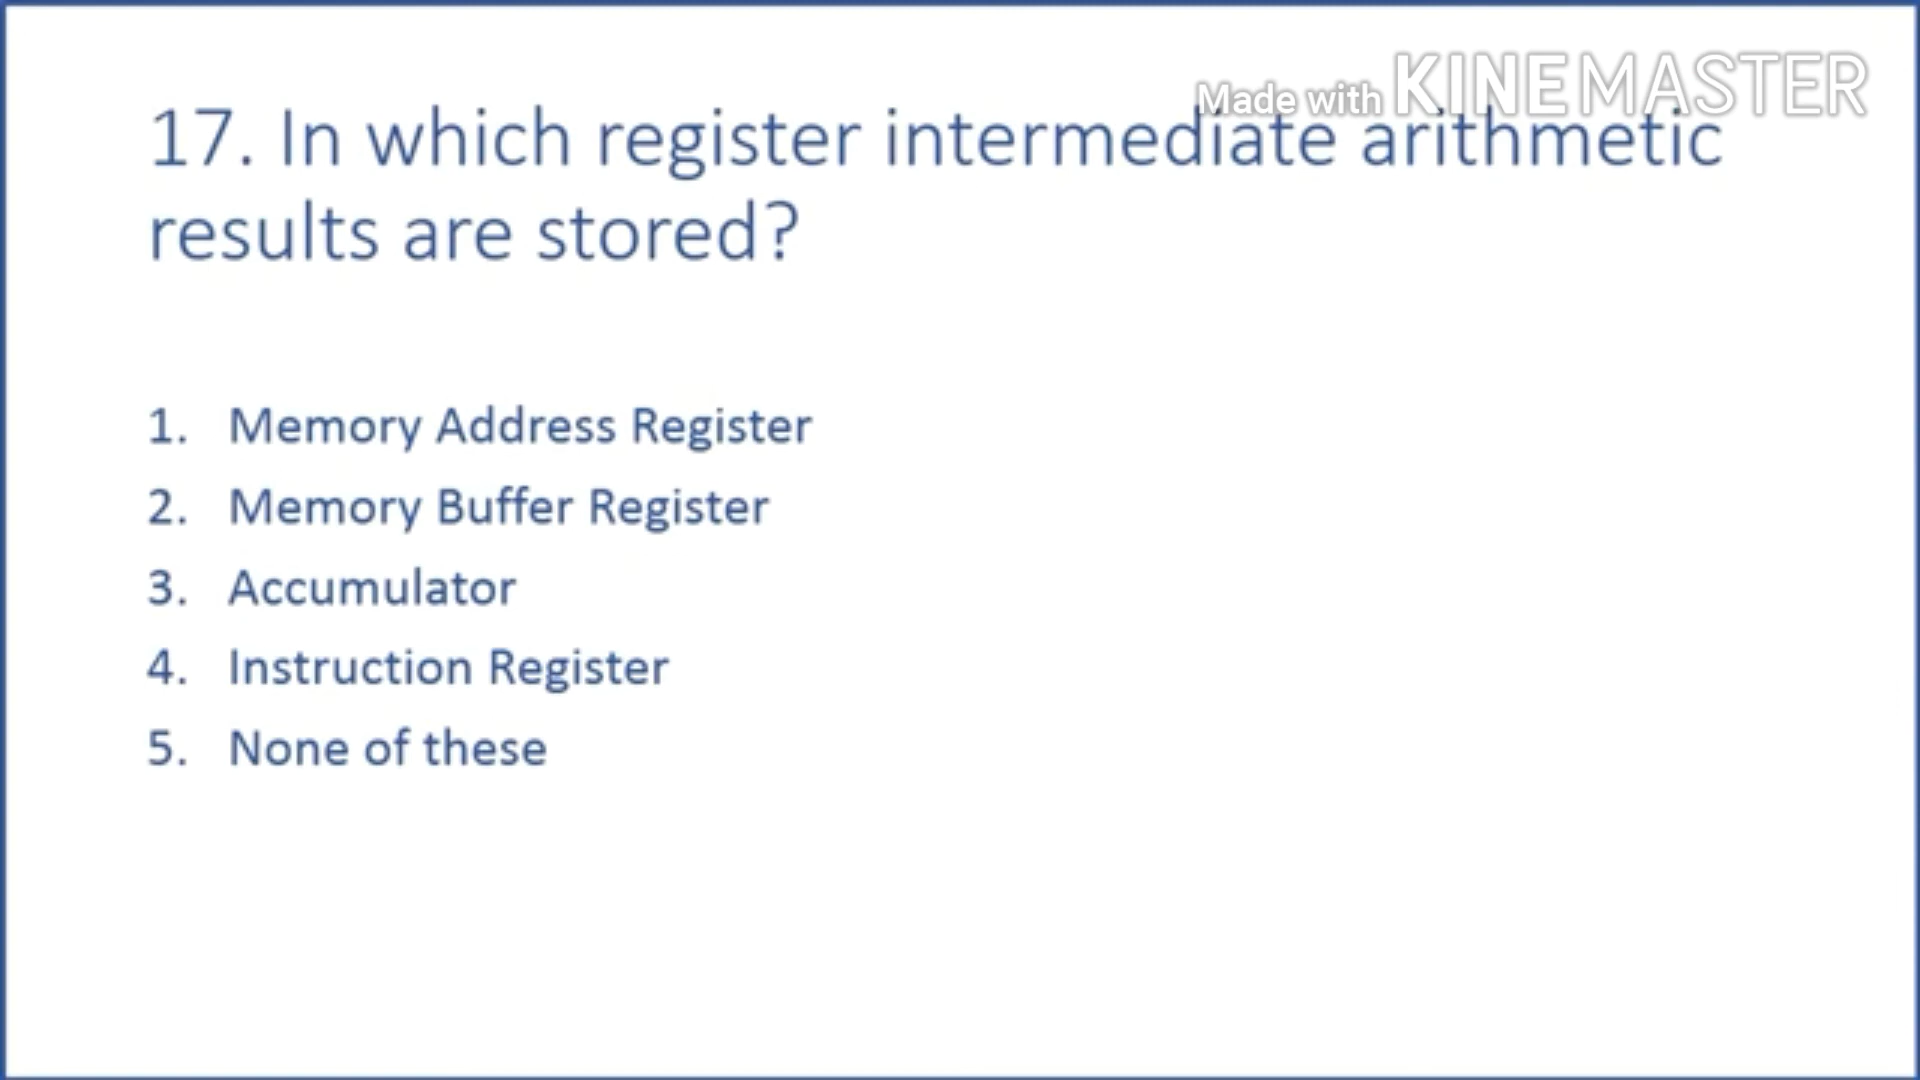 Made with KINEMASTER
17. In which register intermediate arithmetic
results are stored?
1. Memory Address Register
2. Memory Buffer Register
3. Accumulator
4. Instruction Register
5. None of these